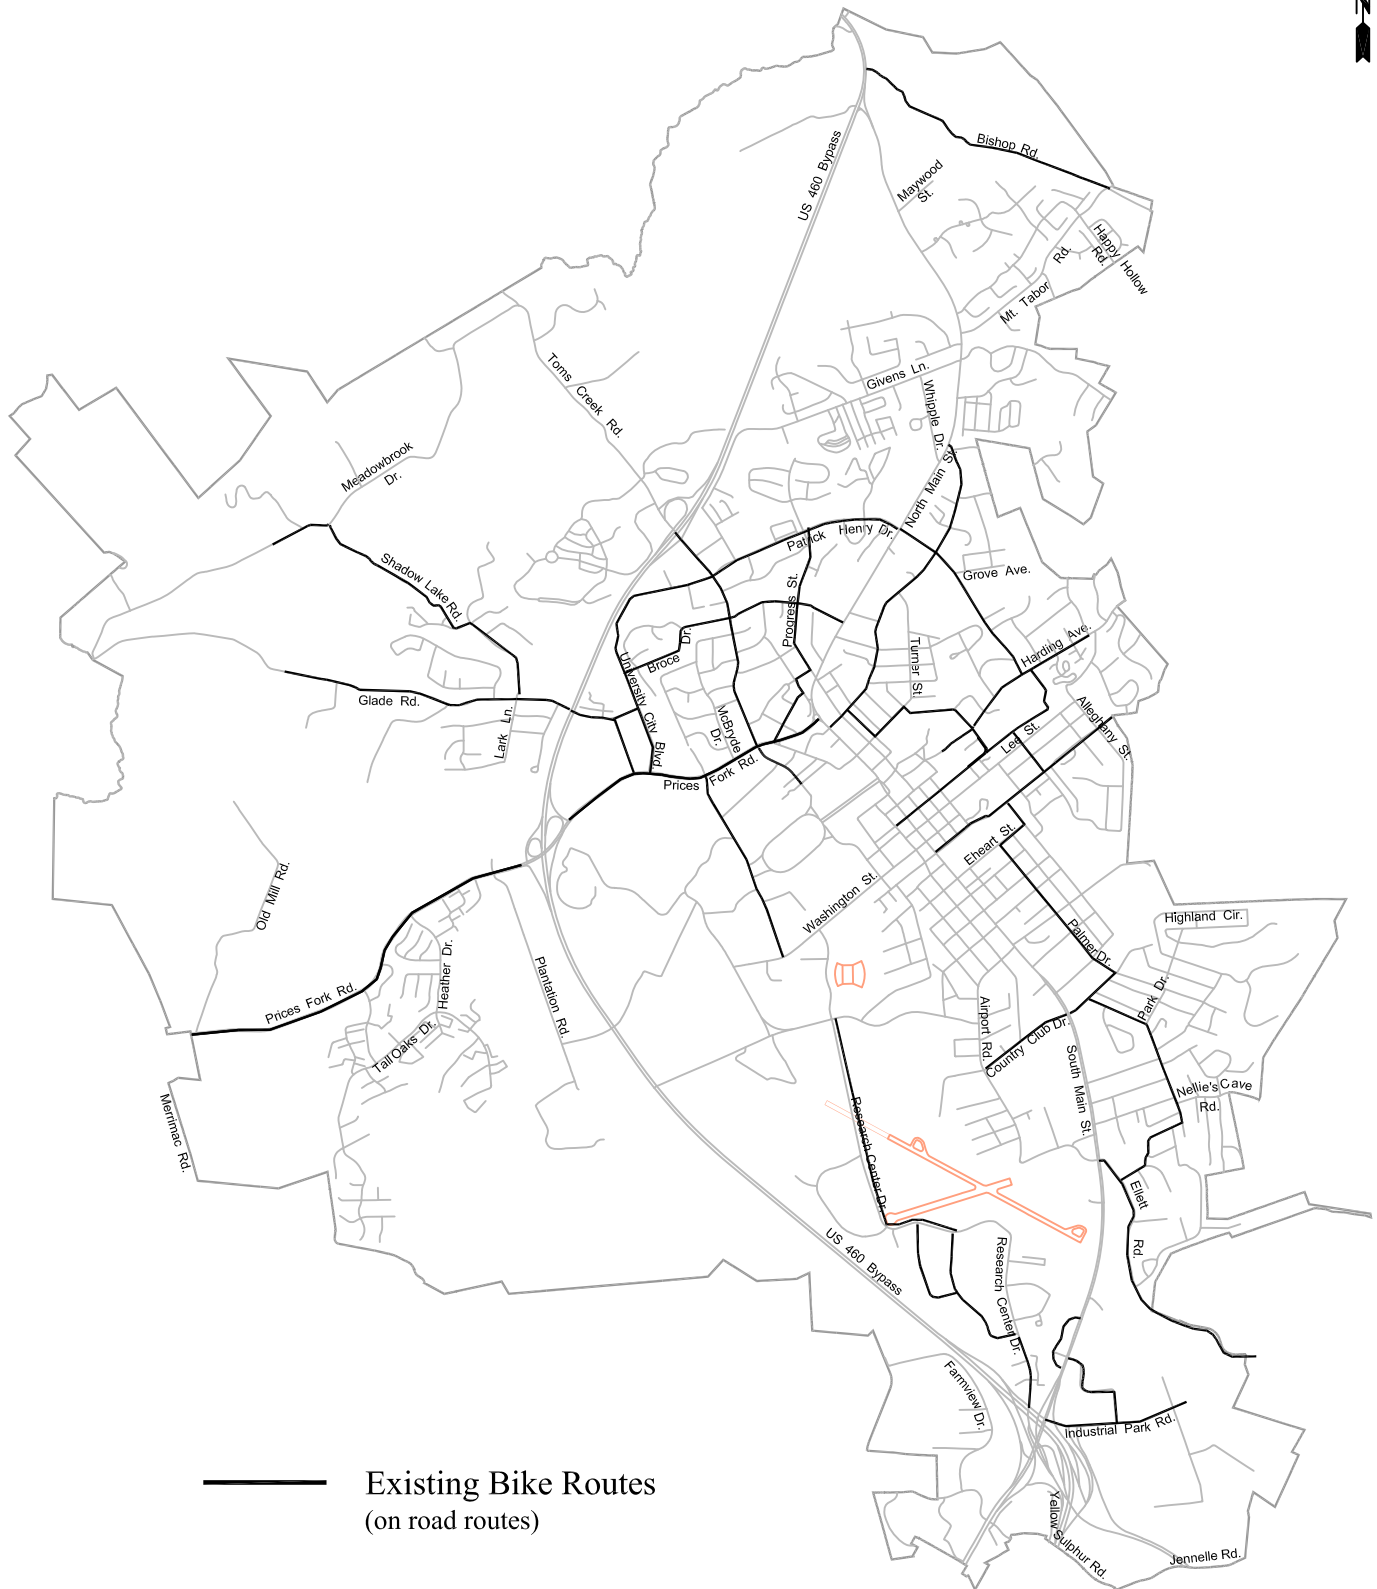 N
Bishop Rd.
US 460 Bypass
Maywood
St.
Happy Hollow
Rd.
Rd.
Mt. Tabor
Toms Creek Rd.
Givens Ln.
Whipple Dr.
Meadowbrook
Dr.
North Main St.
Patrick Henry Dr.
Shadow Lake Rd.
Grove Ave.
Progress St.
Harding Ave.
Turner St
Broce Dr.
University City Blvd.
Glade Rd.
Lark Ln.
McBryde
Dr.
Alleghany St.
Lee St.
Prices Fork Rd.
Eheart St.
Old Mill Rd.
Washington St.
Highland Cir.
Palmer Dr.
Heather Dr.
Plantation Rd.
Park Dr.
Prices Fork Rd.
Airport Rd.
Country Club Dr.
Tall Oaks Dr.
South Main St.
Nellie's Cave
Rd.
Merrimac Rd.
Research Center Dr.
Ellett Rd.
US 460 Bypass
Research Center Dr.
Farmview Dr.
Industrial Park Rd.
Existing Bike Routes
(on road routes)
Yellow Sulphur Rd.
Jennelle Rd.